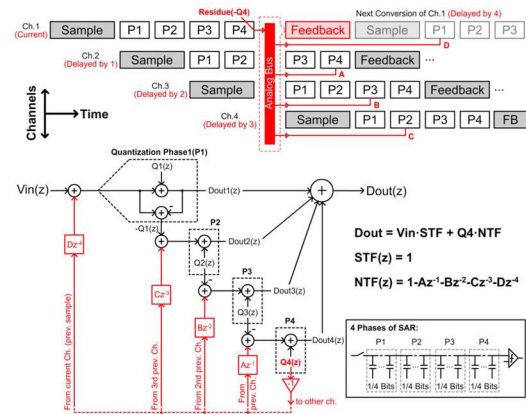 Residue(-Q4)
Ch.1
(Current)
Sample P1 P2 P3 P4
Feedback
Next Conversion of Ch.1 (Delayed by 4)
Sample P1 P2 P3
D
Ch.2
(Delayed by 1)
Sample P1 P2
P3 P4 Feedback ...
A
Ch.3
(Delayed by 2)
Sample
P1 P2 P3 P4 Feedback ...
B
Ch.4
(Delayed by 3)
Sample P1 P2 P3 P4 FB
C
Analog Bus
Channels
Time
Quantization Phase1(P1)
Q1(z)
Vin(z)
Dout1(z)
Dout(z)
-Q1(z)
P2
Dout2(z)
Q2(z)
P3
Dout3(z)
Q3(z)
P4
Dout4(z)
Q4(z)
-1
to other ch.
Dz-4
Cz-3
Bz-2
Az-1
From current Ch. (prev. sample)
From 3rd prev. Ch.
From 2nd prev. Ch.
From prev. Ch.
Dout = Vin·STF + Q4·NTF
STF(z) = 1
NTF(z) = 1-Az-1-Bz-2-Cz-3-Dz-4
4 Phases of SAR:
P1 P2 P3 P4
1/4 Bits 1/4 Bits 1/4 Bits 1/4 Bits